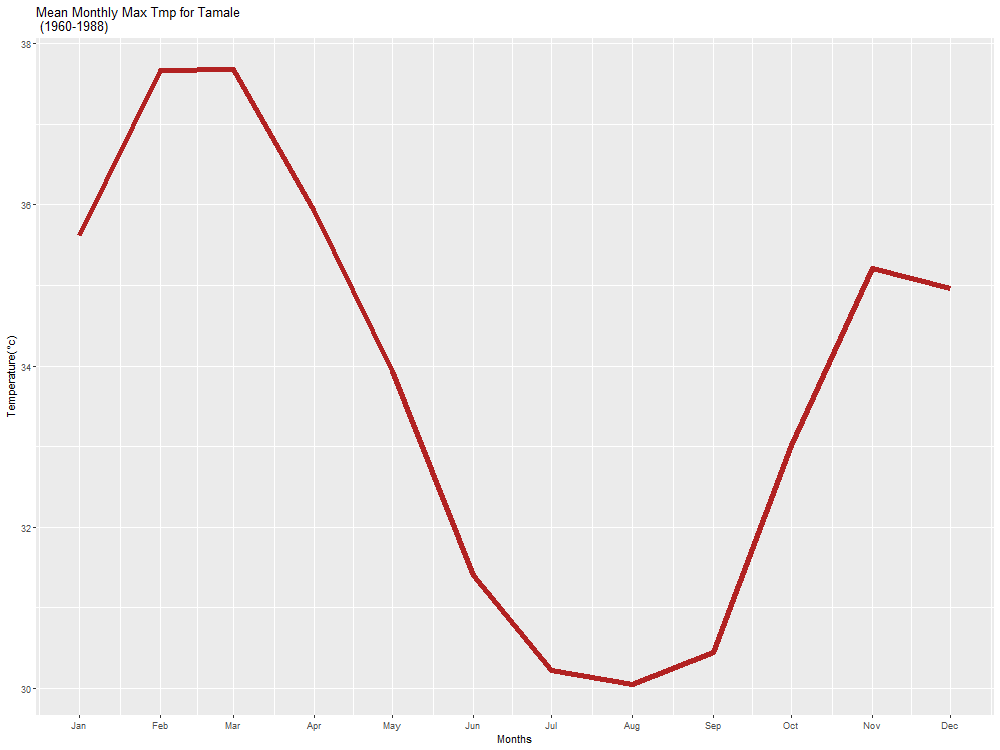 Mean Monthly Max Tmp for Tamale
(1960-1988)
38
36
34
32
30
Temperature(°c)
Jan Feb Mar Apr May Jun Jul Aug Sep Oct Nov Dec
Months